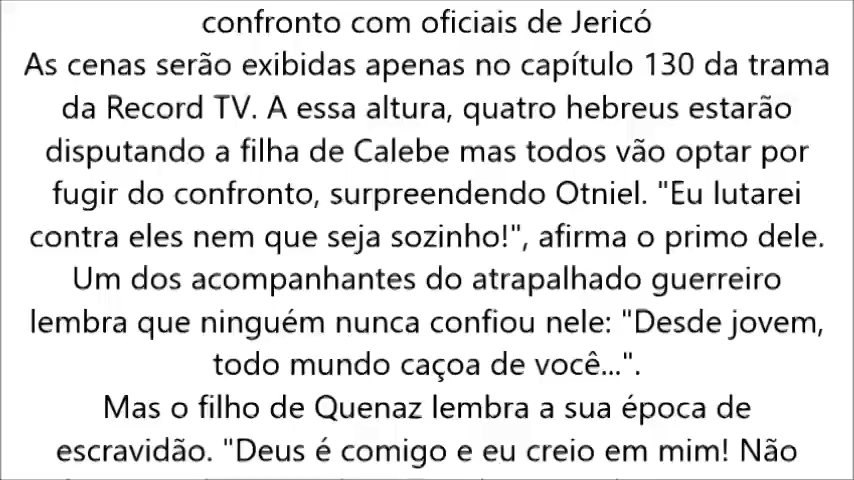 confronto com oficiais de Jericó
As cenas serão exibidas apenas no capítulo 130 da trama
da Record TV. A essa altura, quatro hebreus estarão
disputando a filha de Calebe mas todos vão optar por
fugir do confronto, surpreendendo Otniel. "Eu lutarei
contra eles nem que seja sozinho!", afirma o primo dele.
Um dos acompanhantes do atrapalhado guerreiro
lembra que ninguém nunca confiou nele: "Desde jovem,
todo mundo caçoa de você...".
Mas o filho de Quenaz lembra a sua época de
escravidão. "Deus é comigo e eu creio em mim! Não